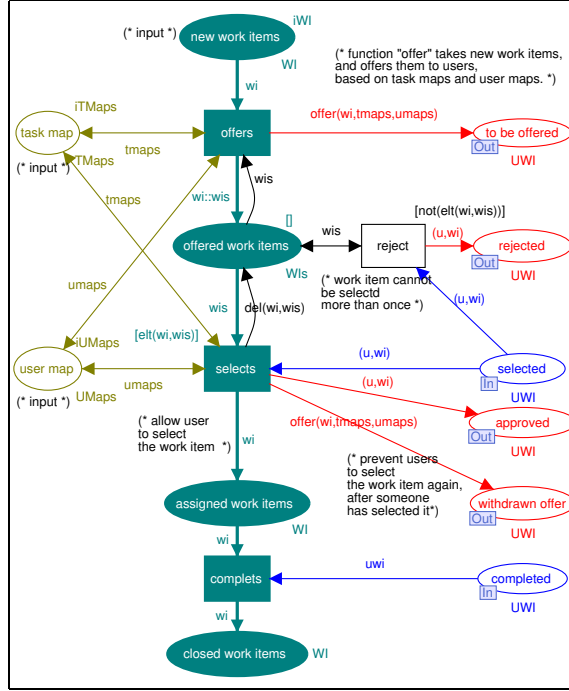 iWI
(* input *)
new work items
WI
wi
(* function "offer" takes new work items,
and offers them to users,
based on task maps and user maps. *)
iTMaps
task map
(* input *)
TMaps
tmaps
tmaps
offers
offer(wi,tmaps,umaps)
to be offered
Out
UWI
wis
wi::wis
[]
offered work items
WIs
wis
[not(elt(wi,wis))]
reject
(u,wi)
rejected
Out
UWI
(* work item cannot
be selectd
more than once *)
(u,wi)
umaps
wis
del(wi,wis)
[elt(wi,wis)]
iUMaps
user map
(* input *)
UMaps
umaps
selects
(u,wi)
selected
In
UWI
(u,wi)
approved
Out
UWI
(* allow user
to select
the work item *)
wi
offer(wi,tmaps,umaps)
(* prevent users
to select
the work item again,
after someone
has selected it*)
withdrawn offer
Out
UWI
assigned work items
WI
wi
complets
uwi
completed
In
UWI
wi
closed work items
WI